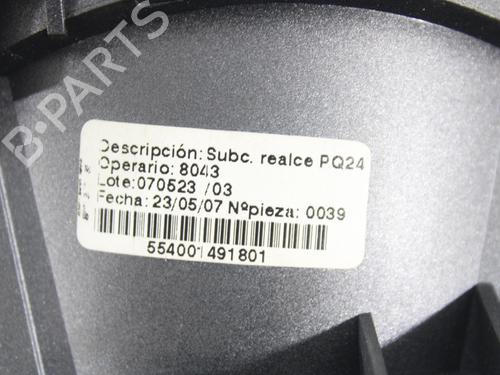 B-PARTS
Descripción: Subc. realce PQ24
Operario: 8043
Lote:070523 /03
Fecha: 23/05/07 Nºpieza: 0039
554001491801